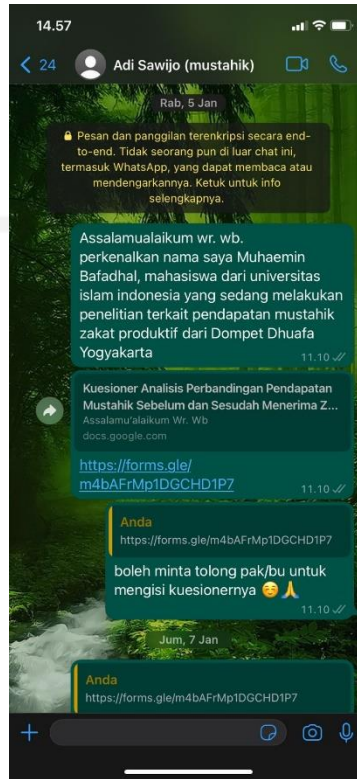 14.57
24
Adi Sawijo (mustahik)
Rab, 5 Jan
Pesan dan panggilan terenkripsi secara end-
to-end. Tidak seorang pun di luar chat ini,
termasuk WhatsApp, yang dapat membaca atau
mendengarkannya. Ketuk untuk info
selengkapnya.
Assalamualaikum wr. wb.
perkenalkan nama saya Muhaemin
Bafadhal, mahasiswa dari universitas
islam indonesia yang sedang melakukan
penelitian terkait pendapatan mustahik
zakat produktif dari Dompet Dhuafa
Yogyakarta
11.10
Kuesioner Analisis Perbandingan Pendapatan
Mustahik Sebelum dan Sesudah Menerima Z...
Assalamu'alaikum Wr. Wb
docs.google.com
https://forms.gle/
m4bAFrMp1DGCHD1P7
11.10
Anda
https://forms.gle/m4bAFrMp1DGCHD1P7
boleh minta tolong pak/bu untuk
mengisi kuesionernya ☺️🙏
11.10
Jum, 7 Jan
Anda
https://forms.gle/m4bAFrMp1DGCHD1P7